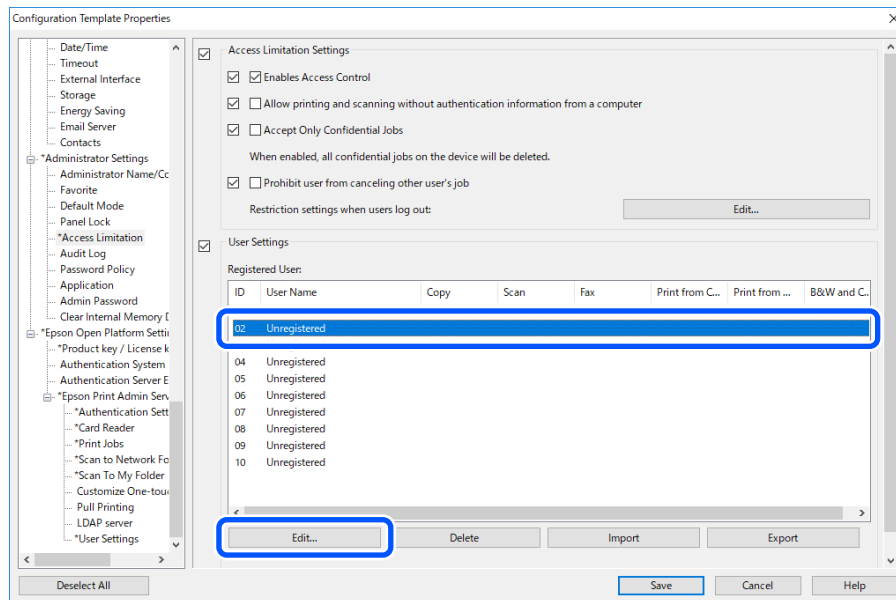 Configuration Template Properties
Date/Time
Timeout
External Interface
Storage
Energy Saving
Email Server
Contacts
*Administrator Settings
Administrator Name/Cc
Favorite
Default Mode
Panel Lock
*Access Limitation
Audit Log
Password Policy
Application
Admin Password
Clear Internal Memory D
*Epson Open Platform Settin
*Product key / License k
Authentication System
Authentication Server E
*Epson Print Admin Serv
*Authentication Sett
*Card Reader
*Print Jobs
*Scan to Network Fo
*Scan To My Folder
Customize One-touc
Pull Printing
LDAP server
*User Settings
Access Limitation Settings
Enables Access Control
Allow printing and scanning without authentication information from a computer
Accept Only Confidential Jobs
When enabled, all confidential jobs on the device will be deleted.
Prohibit user from canceling other user's job
Restriction settings when users log out: Edit...
User Settings
Registered User:
ID User Name Copy Scan Fax Print from C... Print from ... B&W and C..
02 Unregistered
04 Unregistered
05 Unregistered
06 Unregistered
07 Unregistered
08 Unregistered
09 Unregistered
10 Unregistered
Edit... Delete Import Export
Deselect All Save Cancel Help